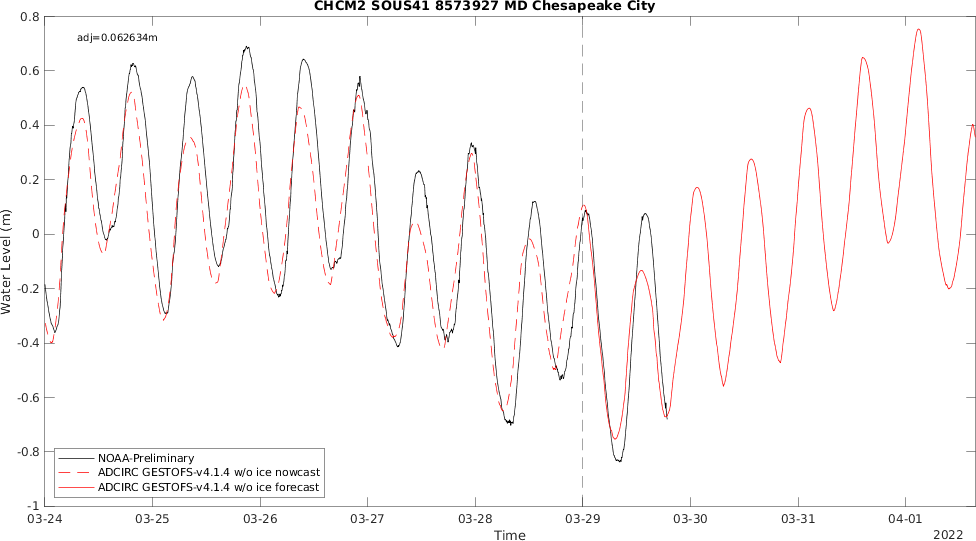 CHCM2 SOUS41 8573927 MD Chesapeake City
adj=0.062634m
0.8
0.6
0.4
0.2
0
-0.2
-0.4
-0.6
-0.8
-1
Water Level (m)
NOAA-Preliminary
ADCIRC GESTOFS-v4.1.4 w/o ice nowcast
ADCIRC GESTOFS-v4.1.4 w/o ice forecast
03-24 03-25 03-26 03-27 03-28 03-29 03-30 03-31 04-01
Time
2022